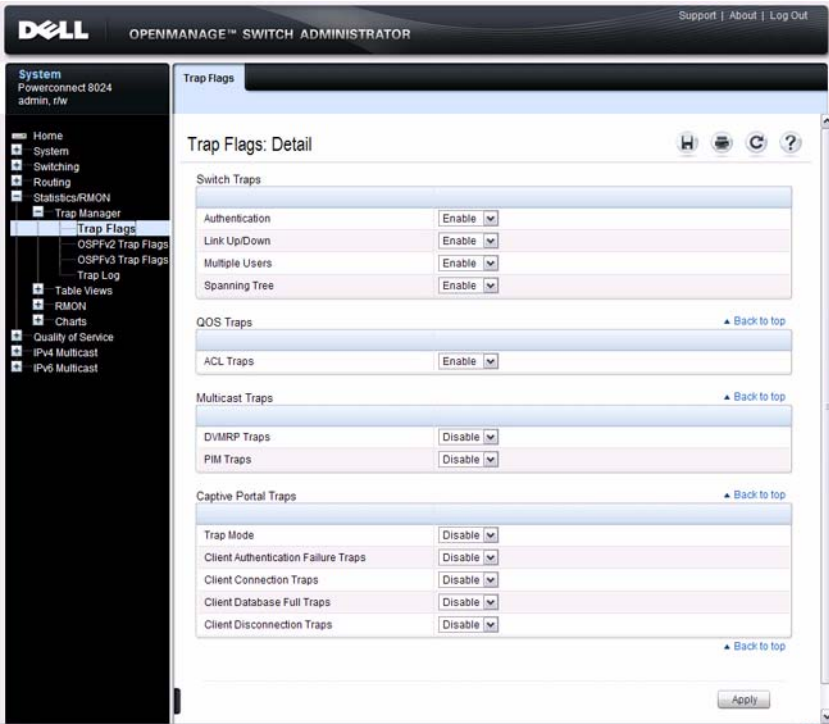 Support | About | Log Out
DELL
OPENMANAGE™ SWITCH ADMINISTRATOR
System
Powerconnect 8024
admin, r/w
Home
System
Switching
Routing
Statistics/RMON
Trap Manager
Trap Flags
OSPFv2 Trap Flags
OSPFv3 Trap Flags
Trap Log
Table Views
RMON
Charts
Quality of Service
IPv4 Multicast
IPv6 Multicast
Trap Flags
Trap Flags: Detail
Switch Traps
Authentication Enable
Link Up/Down Enable
Multiple Users Enable
Spanning Tree Enable
QOS Traps Back to top
ACL Traps Enable
Multicast Traps Back to top
DVMRP Traps Disable
PIM Traps Disable
Captive Portal Traps Back to top
Trap Mode Disable
Client Authentication Failure Traps Disable
Client Connection Traps Disable
Client Database Full Traps Disable
Client Disconnection Traps Disable
Back to top
Apply